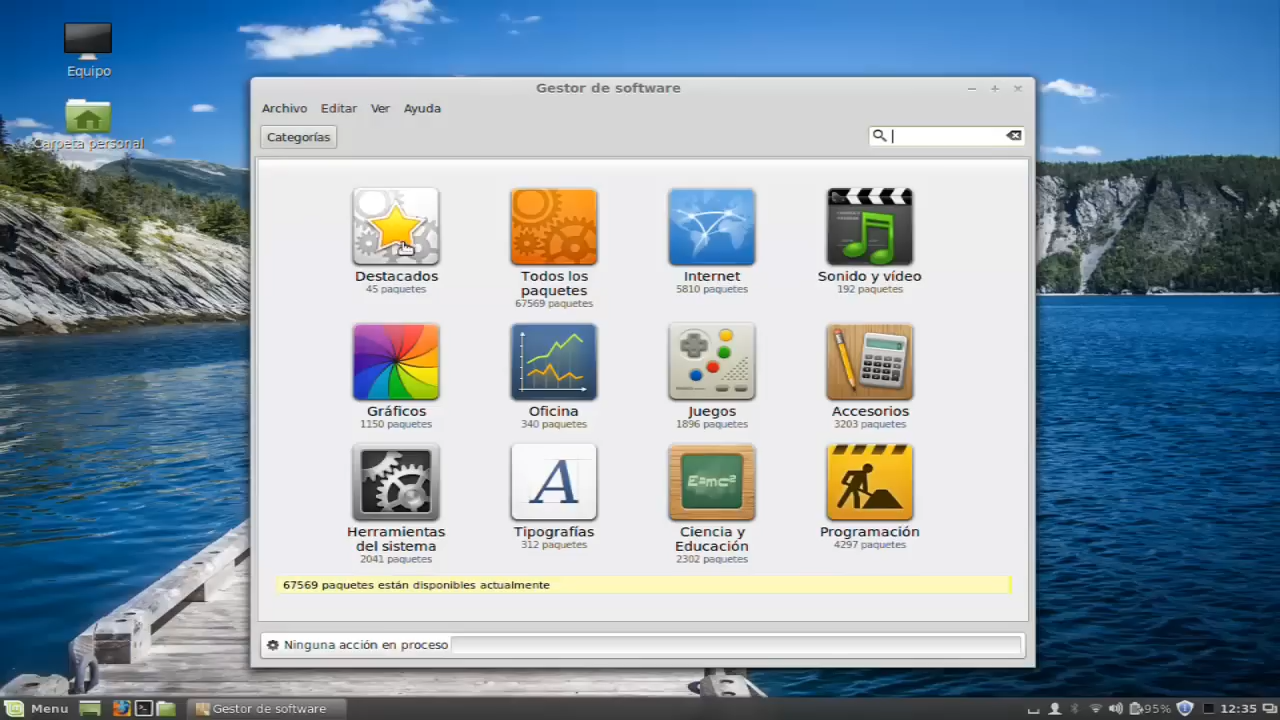 Equipo
Carpeta personal
Gestor de software
Archivo Editar Ver Ayuda
Categorías
Destacados
45 paquetes
Todos los
paquetes
67569 paquetes
Internet
5810 paquetes
Sonido y vídeo
192 paquetes
Gráficos
1150 paquetes
Oficina
340 paquetes
Juegos
1896 paquetes
Accesorios
3203 paquetes
Herramientas
del sistema
2041 paquetes
A
Tipografías
312 paquetes
E=mc²
Ciencia y
Educación
2302 paquetes
Programación
4297 paquetes
67569 paquetes están disponibles actualmente
Ninguna acción en proceso
Menu Gestor de software 95% 12:35